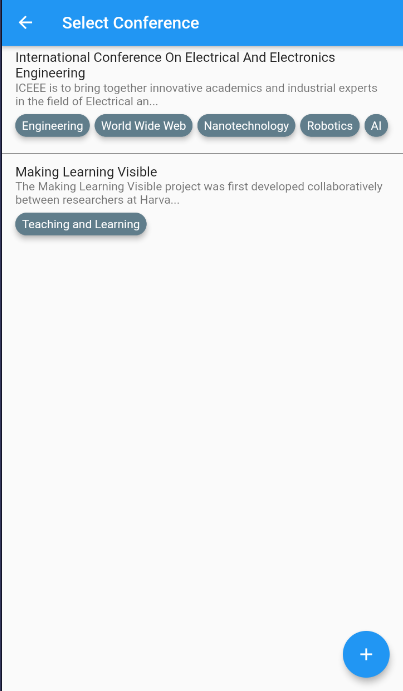 Select Conference
International Conference On Electrical And Electronics
Engineering
ICEEE is to bring together innovative academics and industrial experts
in the field of Electrical an...
Engineering World Wide Web Nanotechnology Robotics AI
Making Learning Visible
The Making Learning Visible project was first developed collaboratively
between researchers at Harva...
Teaching and Learning